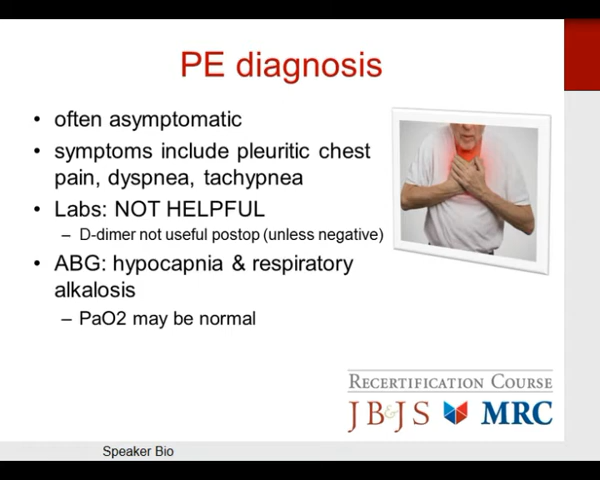 PE diagnosis
• often asymptomatic
• symptoms include pleuritic chest
pain, dyspnea, tachypnea
• Labs: NOT HELPFUL
– D-dimer not useful postop (unless negative)
• ABG: hypocapnia & respiratory
alkalosis
– PaO2 may be normal
RECERTIFICATION COURSE
JB&JS MRC
Speaker Bio